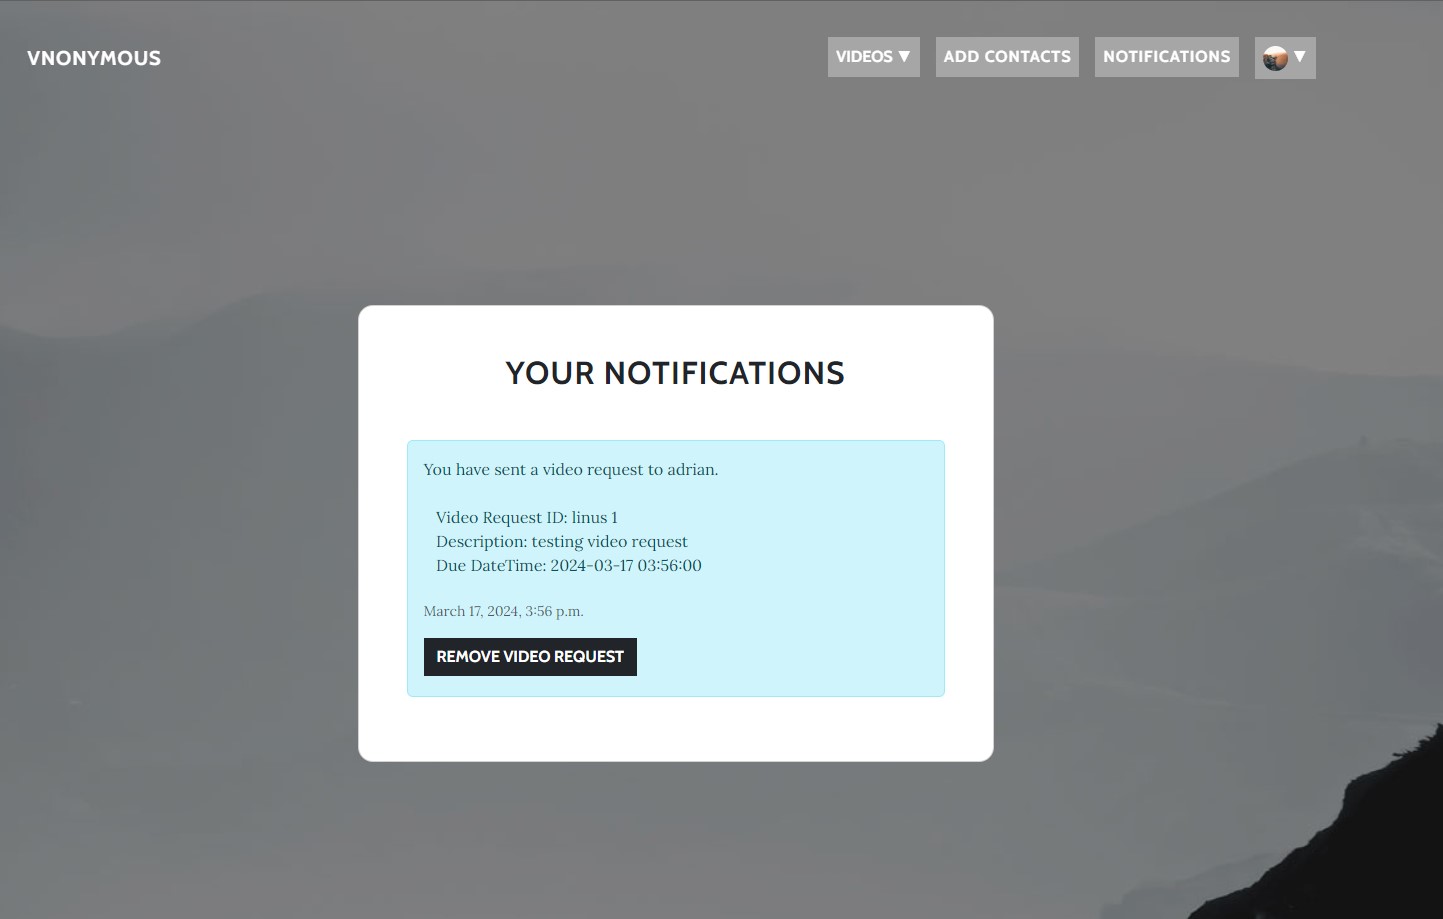 VNONYMOUS
VIDEOS ▼
ADD CONTACTS
NOTIFICATIONS
▼
YOUR NOTIFICATIONS
You have sent a video request to adrian.
Video Request ID: linus 1
Description: testing video request
Due DateTime: 2024-03-17 03:56:00
March 17, 2024, 3:56 p.m.
REMOVE VIDEO REQUEST